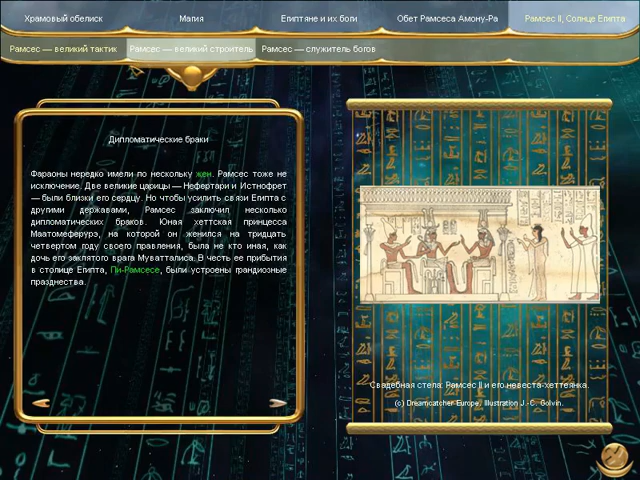 Храмовый обелиск
Магия
Египтяне и их боги
Обет Рамсеса Амону-Ра
Рамсес II, Солнце Египта
Рамсес — великий тактик
Рамсес — великий строитель
Рамсес — служитель богов
Дипломатические браки
Фараоны нередко имели по нескольку жен. Рамсес тоже не
исключение. Две великие царицы — Нефертари и Истнофрет
— были близки его сердцу. Но чтобы усилить связи Египта с
другими державами, Рамсес заключил несколько
дипломатических браков. Юная хеттская принцесса
Маатомеферурэ, на которой он женился на тридцать
четвертом году своего правления, была не кто иная, как
дочь его заклятого врага Муватталиса. В честь ее прибытия
в столице Египта, Пи-Рамсесе, были устроены грандиозные
празднества.
Свадебная стела: Рамсес II и его невеста-хеттеянка.
(c) Dreamcatcher Europe / Illustration J.-C. Golvin.